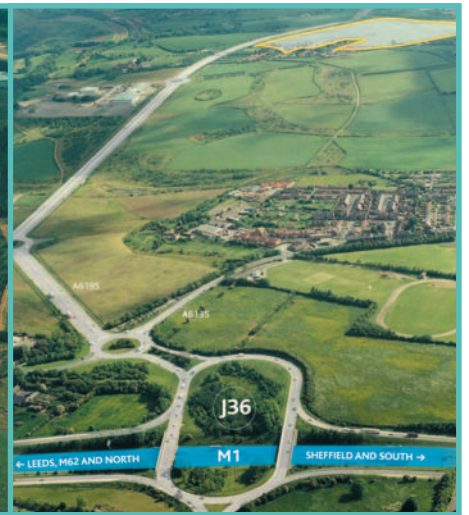 A6195
A6135
J36
← LEEDS, M62 AND NORTH
M1
SHEFFIELD AND SOUTH →